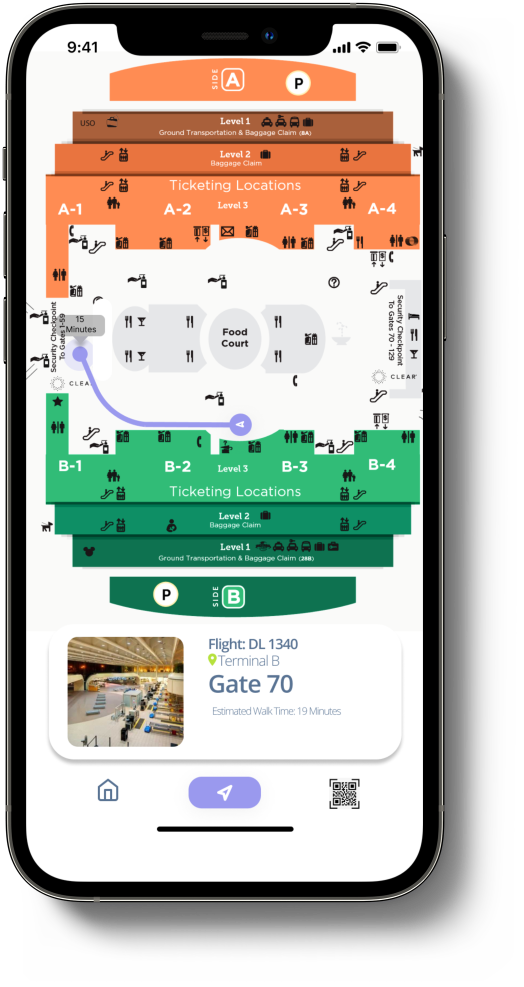 9:41
SIDE A
P
USO
Level 1
Ground Transportation & Baggage Claim (8A)
Level 2
Baggage Claim
Ticketing Locations
A-1
A-2
Level 3
A-3
A-4
Security Checkpoint
To Gates 1-59
15
Minutes
Food
Court
Security Checkpoint
To Gates 70 - 129
CLEA
CLEAR
B-1
B-2
Level 3
B-3
B-4
Ticketing Locations
Level 2
Baggage Claim
Level 1
Ground Transportation & Baggage Claim (28B)
P
SIDE B
Flight: DL 1340
Terminal B
Gate 70
Estimated Walk Time: 19 Minutes